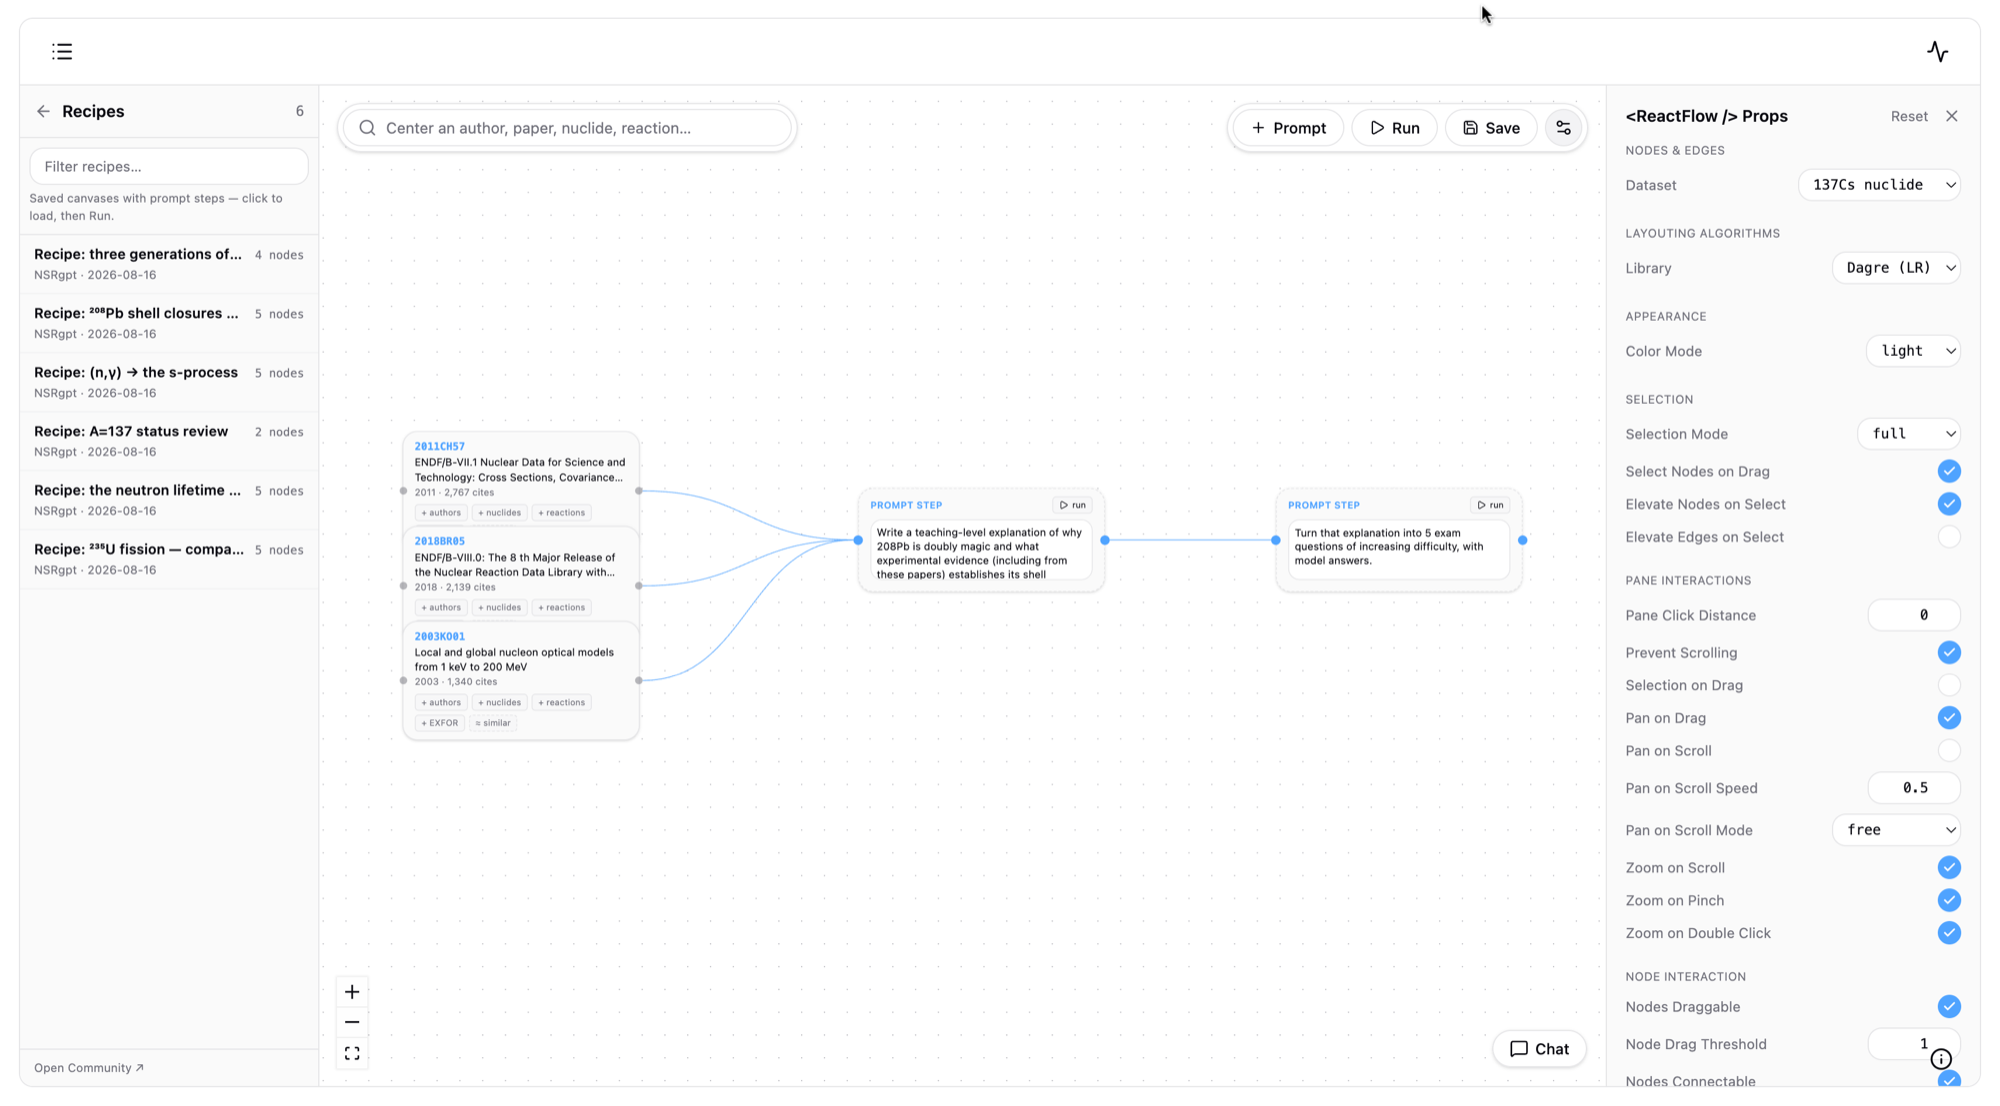 Recipes
6
Filter recipes...
Saved canvases with prompt steps — click to
load, then Run.
Recipe: three generations of...
4 nodes
NSRgpt · 2026-08-16
Recipe: ²⁰⁸Pb shell closures ...
5 nodes
NSRgpt · 2026-08-16
Recipe: (n,γ) → the s-process
5 nodes
NSRgpt · 2026-08-16
Recipe: A=137 status review
2 nodes
NSRgpt · 2026-08-16
Recipe: the neutron lifetime ...
5 nodes
NSRgpt · 2026-08-16
Recipe: ²³⁵U fission — compa...
5 nodes
NSRgpt · 2026-08-16
Open Community ↗
Center an author, paper, nuclide, reaction...
+ Prompt
Run
Save
2011CH57
ENDF/B-VII.1 Nuclear Data for Science and
Technology: Cross Sections, Covariance...
2011 · 2,767 cites
+ authors
+ nuclides
+ reactions
2018BR05
ENDF/B-VIII.0: The 8 th Major Release of
the Nuclear Reaction Data Library with...
2018 · 2,139 cites
+ authors
+ nuclides
+ reactions
2003KO01
Local and global nucleon optical models
from 1 keV to 200 MeV
2003 · 1,340 cites
+ authors
+ nuclides
+ reactions
+ EXFOR
≈ similar
PROMPT STEP
run
Write a teaching-level explanation of why
208Pb is doubly magic and what
experimental evidence (including from
these papers) establishes its shell
PROMPT STEP
run
Turn that explanation into 5 exam
questions of increasing difficulty, with
model answers.
Chat
<ReactFlow /> Props
Reset
NODES & EDGES
Dataset
137Cs nuclide
LAYOUTING ALGORITHMS
Library
Dagre (LR)
APPEARANCE
Color Mode
light
SELECTION
Selection Mode
full
Select Nodes on Drag
Elevate Nodes on Select
Elevate Edges on Select
PANE INTERACTIONS
Pane Click Distance
0
Prevent Scrolling
Selection on Drag
Pan on Drag
Pan on Scroll
Pan on Scroll Speed
0.5
Pan on Scroll Mode
free
Zoom on Scroll
Zoom on Pinch
Zoom on Double Click
NODE INTERACTION
Nodes Draggable
Node Drag Threshold
1
Nodes Connectable